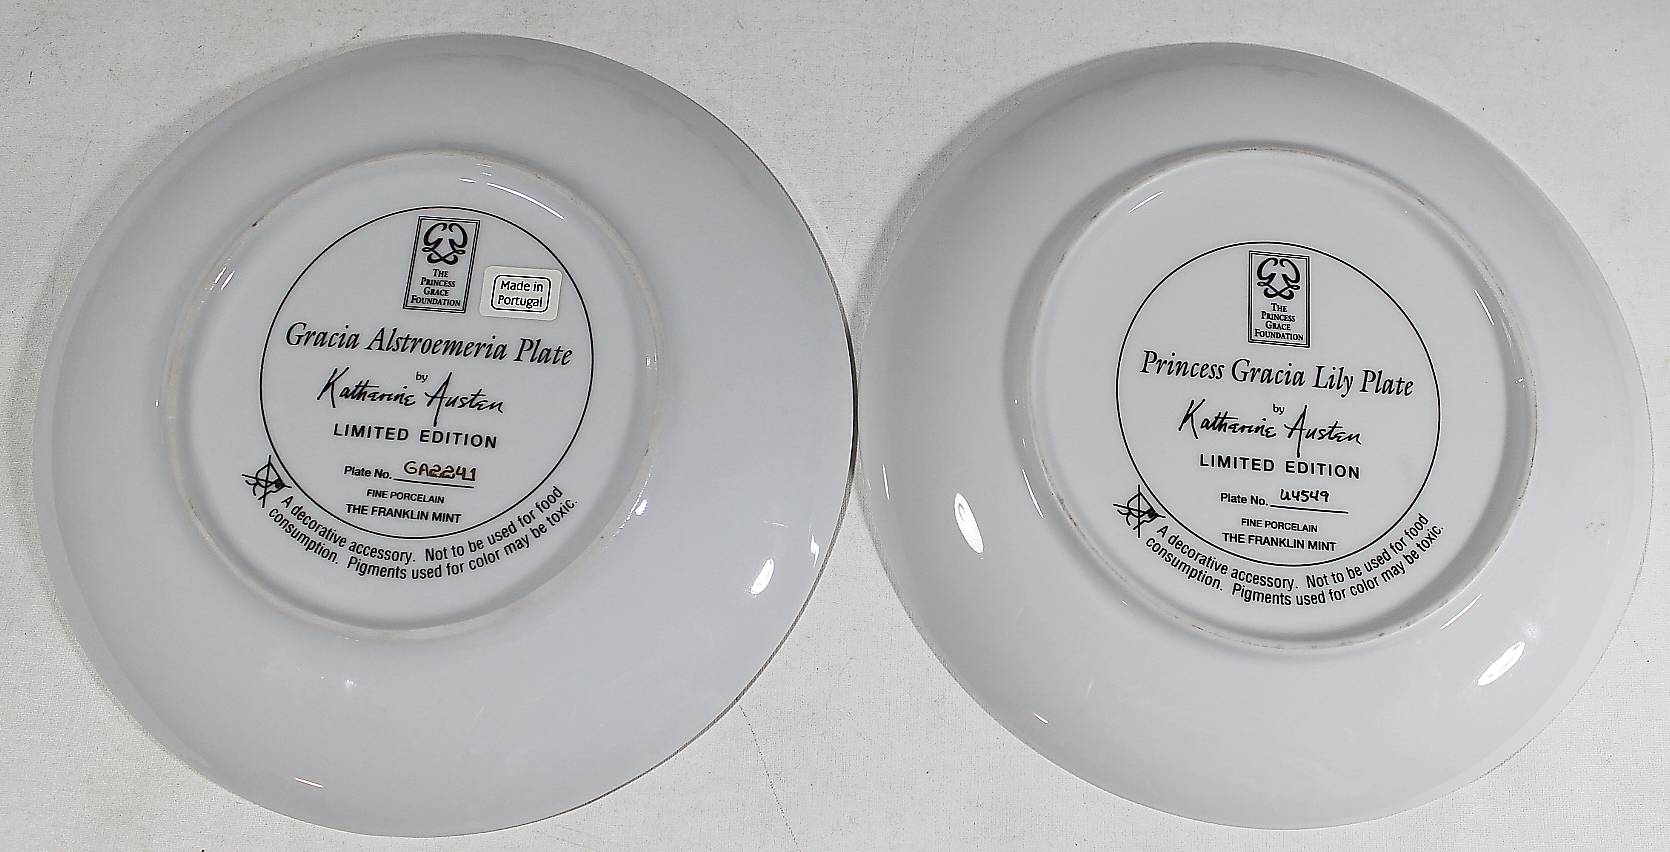 THE
PRINCESS
GRACE
FOUNDATION
Made in
Portugal
Gracia Alstroemeria Plate
by
Katharine Austen
LIMITED EDITION
Plate No. GA2241
FINE PORCELAIN
THE FRANKLIN MINT
A decorative accessory. Not to be used for food
consumption. Pigments used for color may be toxic.
THE
PRINCESS
GRACE
FOUNDATION
Princess Gracia Lily Plate
by
Katharine Austen
LIMITED EDITION
Plate No. U4549
FINE PORCELAIN
THE FRANKLIN MINT
A decorative accessory. Not to be used for food
consumption. Pigments used for color may be toxic.